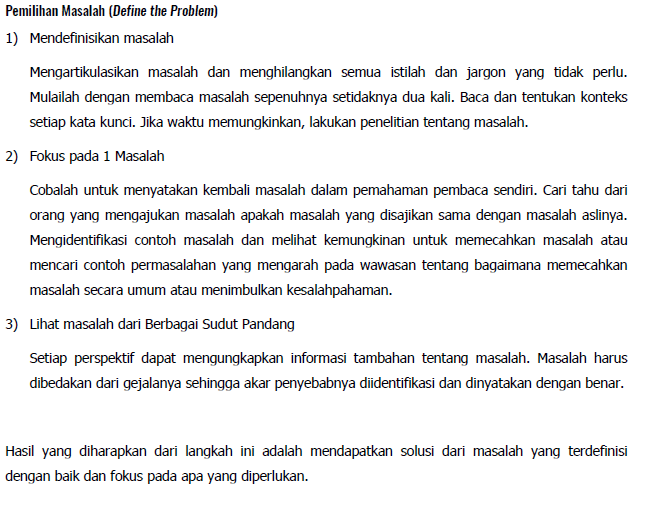 Pemilihan Masalah (Define the Problem)
1) Mendefinisikan masalah
Mengartikulasikan masalah dan menghilangkan semua istilah dan jargon yang tidak perlu.
Mulailah dengan membaca masalah sepenuhnya setidaknya dua kali. Baca dan tentukan konteks
setiap kata kunci. Jika waktu memungkinkan, lakukan penelitian tentang masalah.
2) Fokus pada 1 Masalah
Cobalah untuk menyatakan kembali masalah dalam pemahaman pembaca sendiri. Cari tahu dari
orang yang mengajukan masalah apakah masalah yang disajikan sama dengan masalah aslinya.
Mengidentifikasi contoh masalah dan melihat kemungkinan untuk memecahkan masalah atau
mencari contoh permasalahan yang mengarah pada wawasan tentang bagaimana memecahkan
masalah secara umum atau menimbulkan kesalahpahaman.
3) Lihat masalah dari Berbagai Sudut Pandang
Setiap perspektif dapat mengungkapkan informasi tambahan tentang masalah. Masalah harus
dibedakan dari gejalanya sehingga akar penyebabnya diidentifikasi dan dinyatakan dengan benar.
Hasil yang diharapkan dari langkah ini adalah mendapatkan solusi dari masalah yang terdefinisi
dengan baik dan fokus pada apa yang diperlukan.